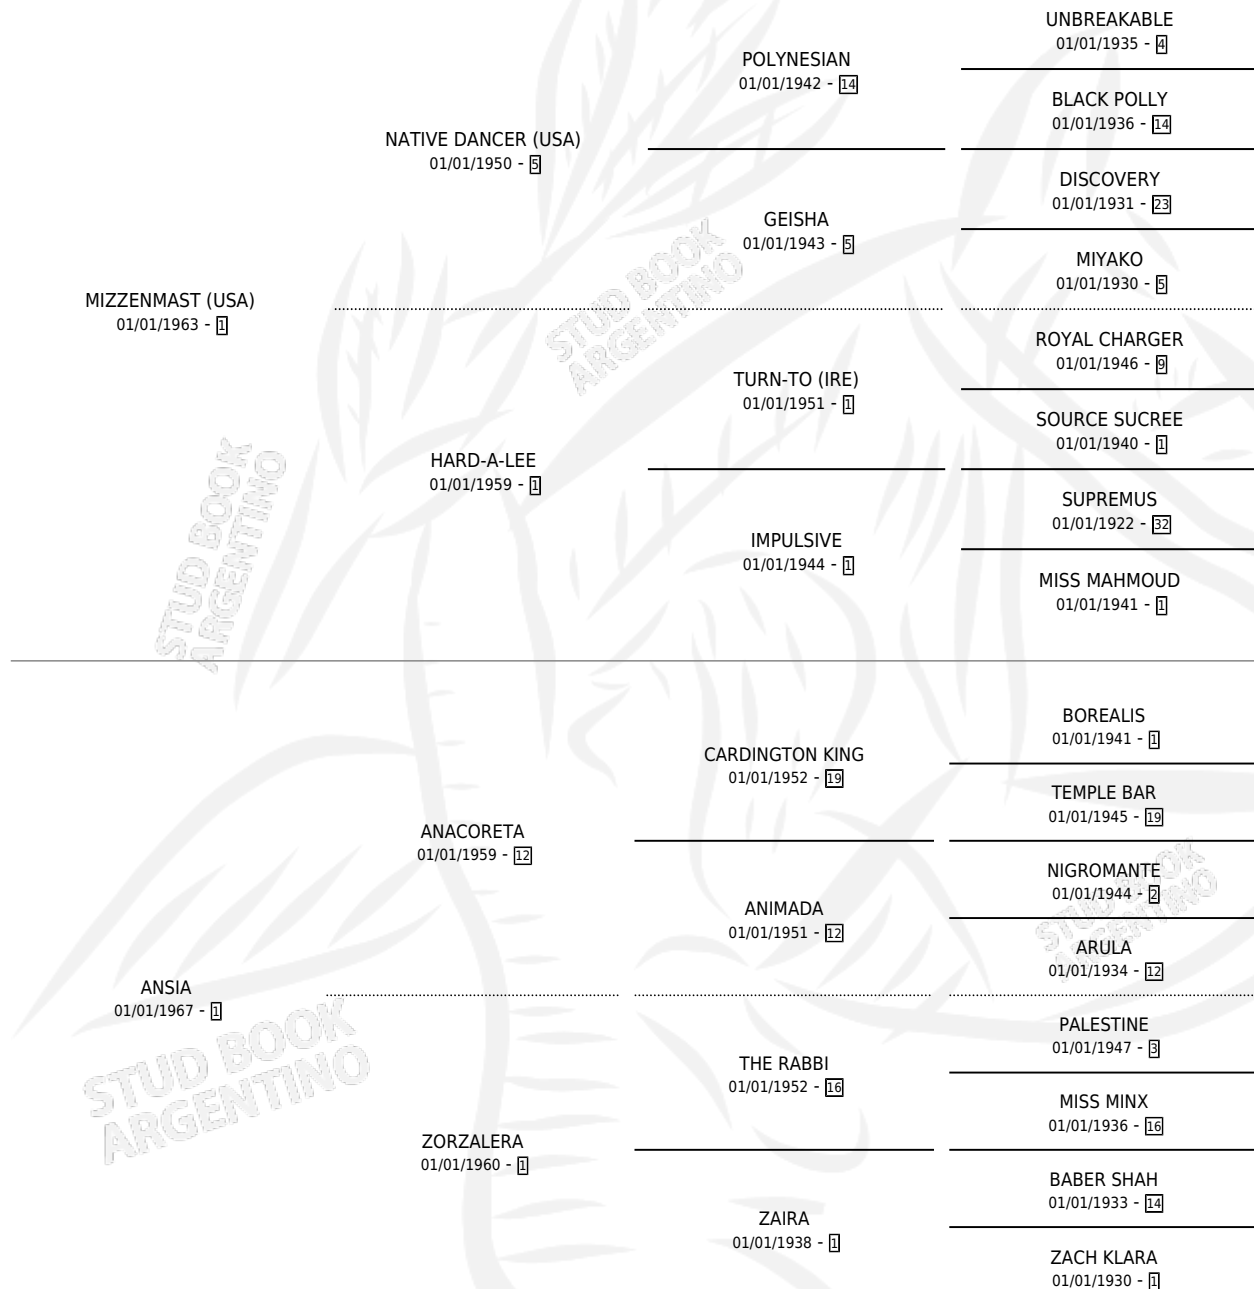 UNBREAKABLE
01/01/1935 - 4
POLYNESIAN
01/01/1942 - 14
BLACK POLLY
01/01/1936 - 14
NATIVE DANCER (USA)
01/01/1950 - 5
DISCOVERY
01/01/1931 - 23
GEISHA
01/01/1943 - 5
MIYAKO
01/01/1930 - 5
MIZZENMAST (USA)
01/01/1963 - 1
ROYAL CHARGER
01/01/1946 - 9
TURN-TO (IRE)
01/01/1951 - 1
SOURCE SUCREE
01/01/1940 - 1
HARD-A-LEE
01/01/1959 - 1
SUPREMUS
01/01/1922 - 32
IMPULSIVE
01/01/1944 - 1
MISS MAHMOUD
01/01/1941 - 1
STUD BOOK
ARGENTINO
STUD BOOK
ARGENTINO
BOREALIS
01/01/1941 - 1
CARDINGTON KING
01/01/1952 - 19
TEMPLE BAR
01/01/1945 - 19
ANACORETA
01/01/1959 - 12
NIGROMANTE
01/01/1944 - 2
ANIMADA
01/01/1951 - 12
ARULA
01/01/1934 - 12
STUD BOOK
ARGENTINO
ANSIA
01/01/1967 - 1
PALESTINE
01/01/1947 - 3
THE RABBI
01/01/1952 - 16
MISS MINX
01/01/1936 - 16
ZORZALERA
01/01/1960 - 1
BABER SHAH
01/01/1933 - 14
ZAIRA
01/01/1938 - 1
ZACH KLARA
01/01/1930 - 1
STUD BOOK
ARGENTINO